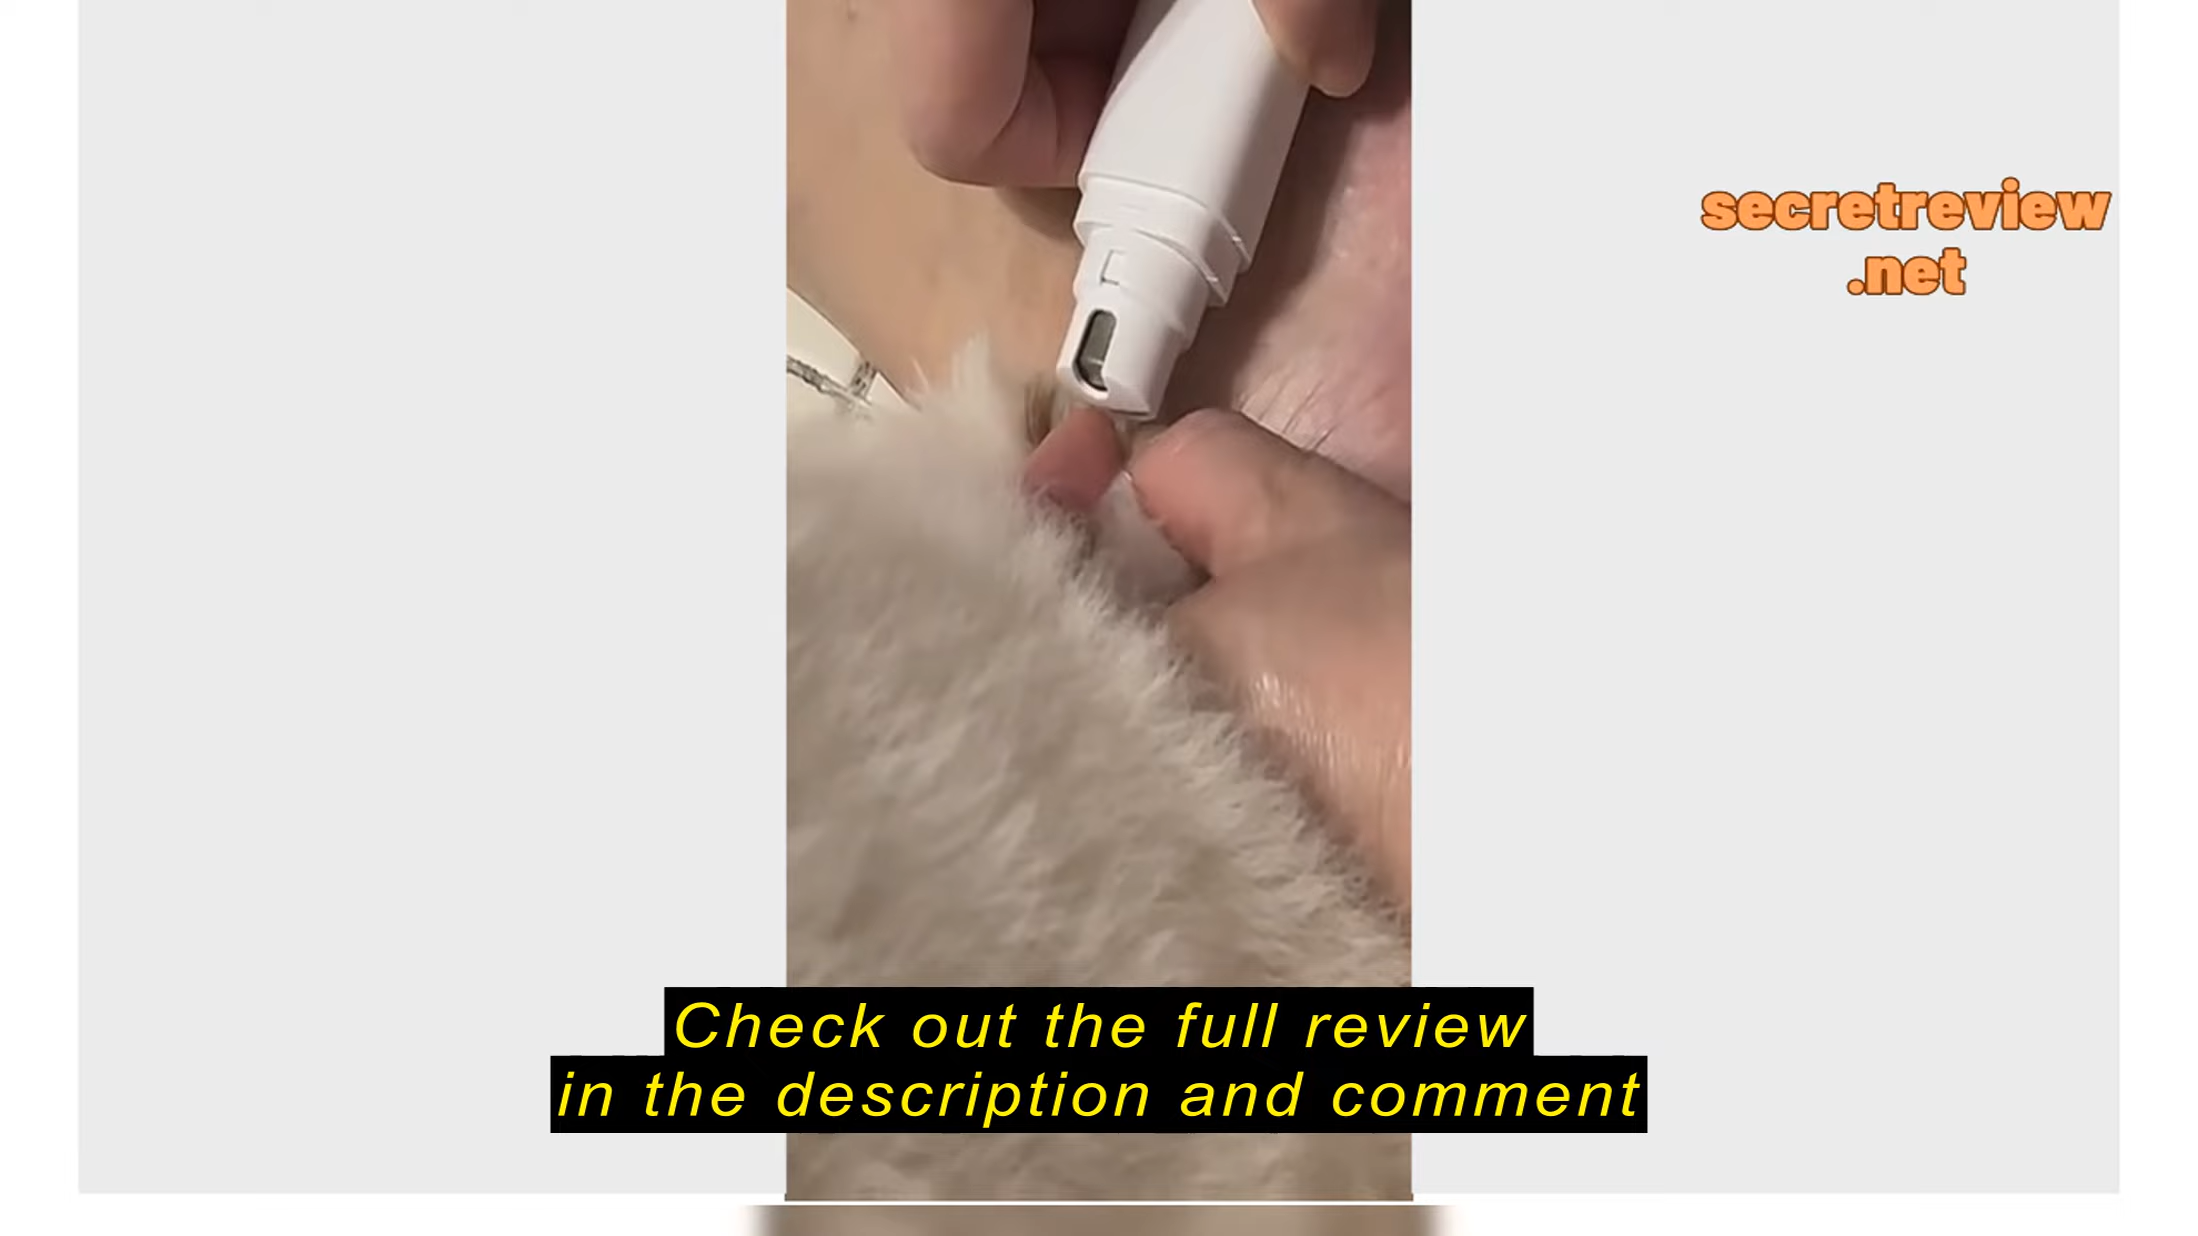 secretreview
.net
Check out the full review
in the description and comment